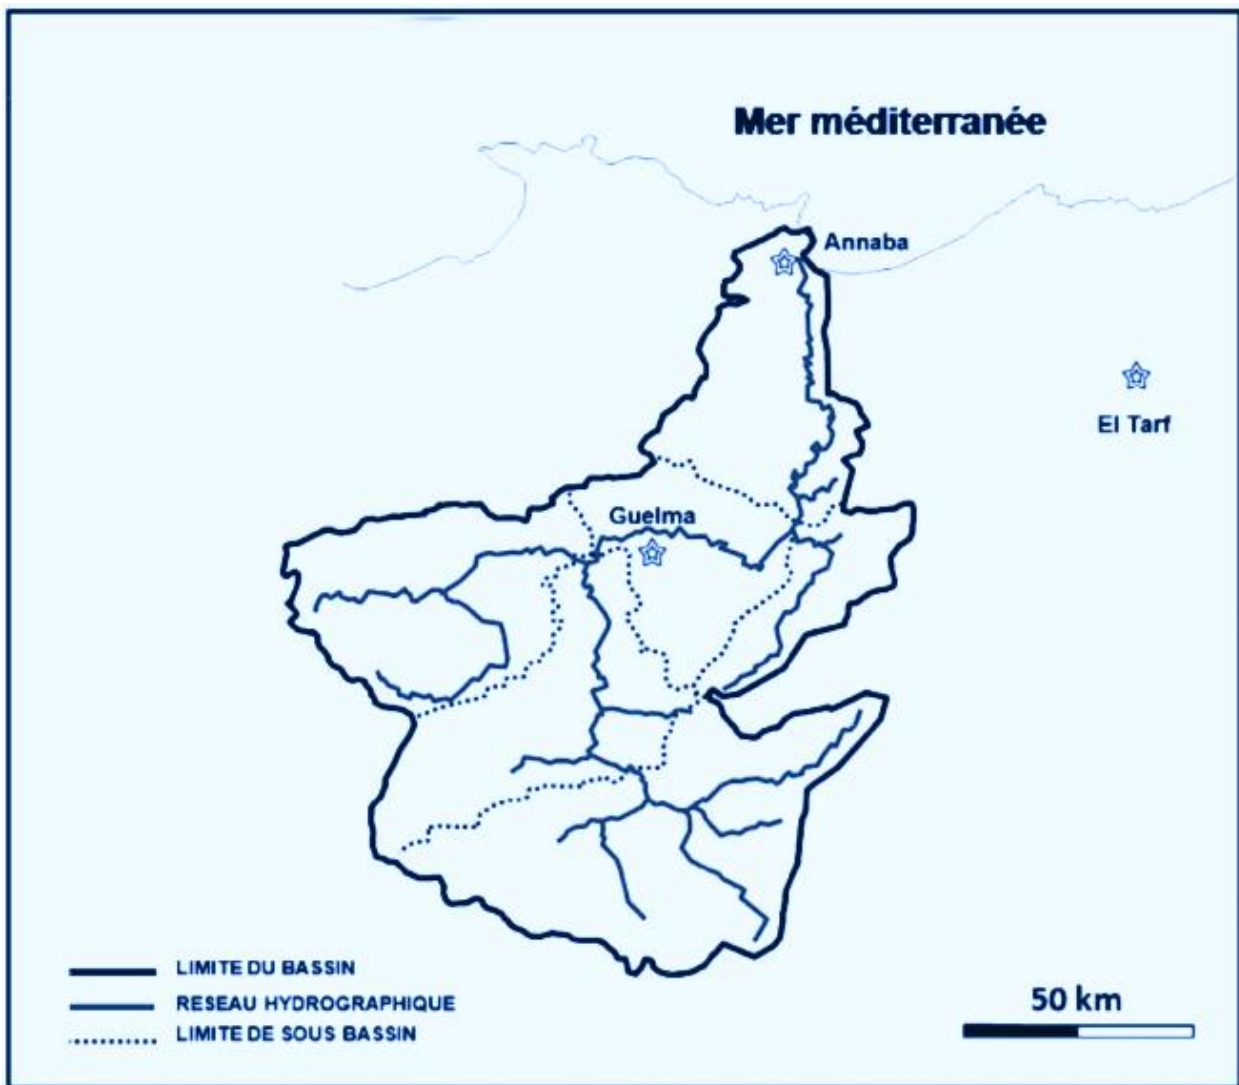 Mer méditerranée
Annaba
El Tarf
Guelma
LIMITE DU BASSIN
RESEAU HYDROGRAPHIQUE
LIMITE DE SOUS BASSIN
50 km